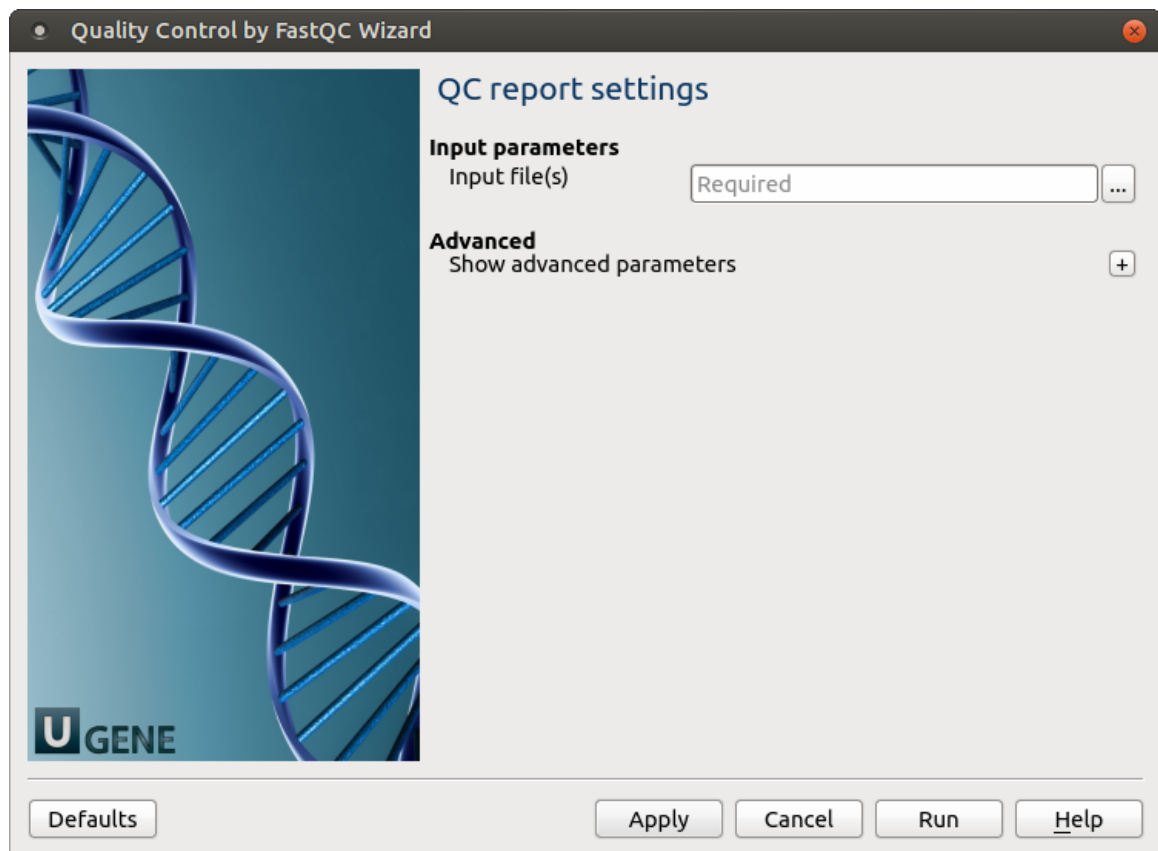 Quality Control by FastQC Wizard
QC report settings
Input parameters
Input file(s) Required ...
Advanced
Show advanced parameters +
U GENE
Defaults Apply Cancel Run Help